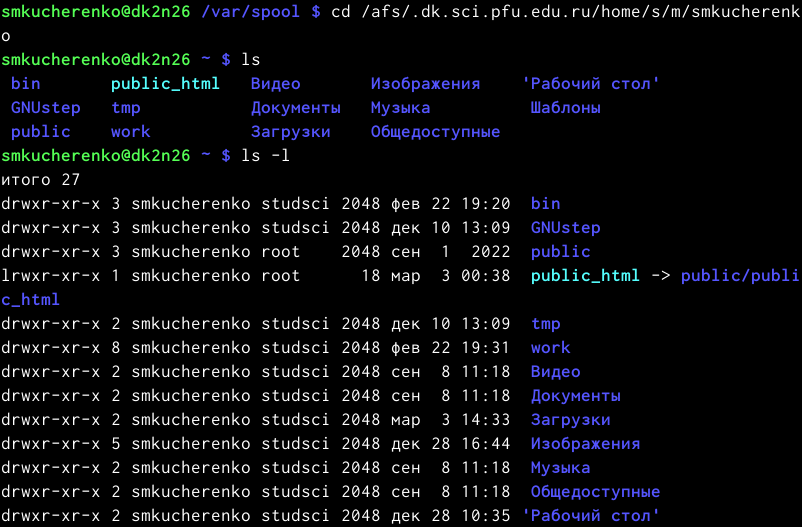 smkucherenko@dk2n26 /var/spool $ cd /afs/.dk.sci.pfu.edu.ru/home/s/m/smkucherenk
o
smkucherenko@dk2n26 ~ $ ls
bin public_html Видео Изображения 'Рабочий стол'
GNUstep tmp Документы Музыка Шаблоны
public work Загрузки Общедоступные
smkucherenko@dk2n26 ~ $ ls -l
итого 27
drwxr-xr-x 3 smkucherenko studsci 2048 фев 22 19:20 bin
drwxr-xr-x 3 smkucherenko studsci 2048 дек 10 13:09 GNUstep
drwxr-xr-x 3 smkucherenko root 2048 сен 1 2022 public
lrwxr-xr-x 1 smkucherenko root 18 мар 3 00:38 public_html -> public/publi
c_html
drwxr-xr-x 2 smkucherenko studsci 2048 дек 10 13:09 tmp
drwxr-xr-x 8 smkucherenko studsci 2048 фев 22 19:31 work
drwxr-xr-x 2 smkucherenko studsci 2048 сен 8 11:18 Видео
drwxr-xr-x 2 smkucherenko studsci 2048 сен 8 11:18 Документы
drwxr-xr-x 2 smkucherenko studsci 2048 мар 3 14:33 Загрузки
drwxr-xr-x 5 smkucherenko studsci 2048 дек 28 16:44 Изображения
drwxr-xr-x 2 smkucherenko studsci 2048 сен 8 11:18 Музыка
drwxr-xr-x 2 smkucherenko studsci 2048 сен 8 11:18 Общедоступные
drwxr-xr-x 2 smkucherenko studsci 2048 дек 28 10:35 'Рабочий стол'